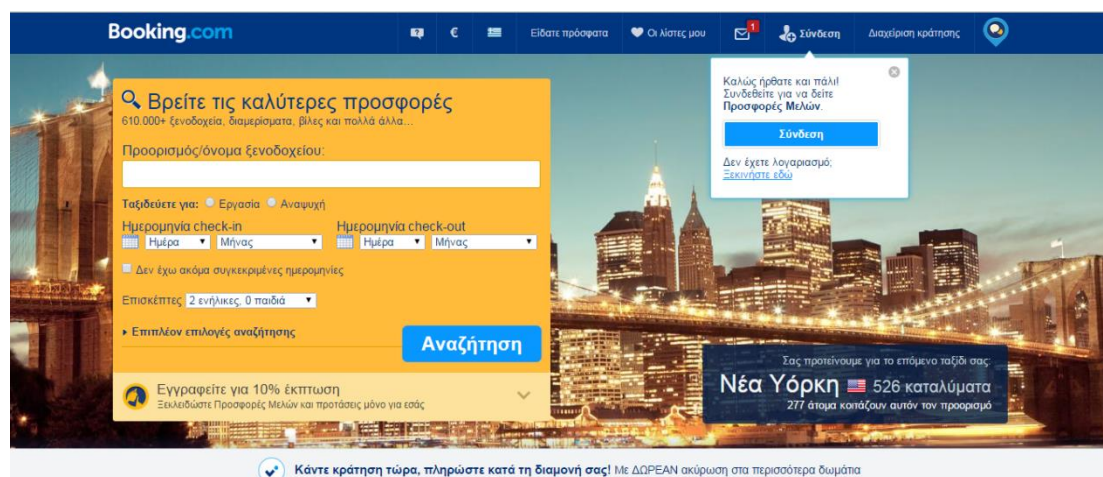 Booking.com
€ Είδατε πρόσφατα Οι λίστες μου 1 Σύνδεση Διαχείριση κράτησης
Καλώς ήρθατε και πάλι!
Συνδεθείτε για να δείτε
Προσφορές Μελών.
Σύνδεση
Δεν έχετε λογαριασμό;
Ξεκινήστε εδώ
Βρείτε τις καλύτερες προσφορές
610.000+ ξενοδοχεία, διαμερίσματα, βίλες και πολλά άλλα...
Προορισμός/όνομα ξενοδοχείου:
Ταξιδεύετε για: Εργασία Αναψυχή
Ημερομηνία check-in Ημερομηνία check-out
Ημέρα Μήνας Ημέρα Μήνας
Δεν έχω ακόμα συγκεκριμένες ημερομηνίες
Επισκέπτες 2 ενήλικες, 0 παιδιά
Επιπλέον επιλογές αναζήτησης
Αναζήτηση
Εγγραφείτε για 10% έκπτωση
Ξεκλειδώστε Προσφορές Μελών και προτάσεις μόνο για εσάς
Σας προτείνουμε για το επόμενο ταξίδι σας:
Νέα Υόρκη 526 καταλύματα
277 άτομα κοιτάζουν αυτόν τον προορισμό
Κάντε κράτηση τώρα, πληρώστε κατά τη διαμονή σας! Με ΔΩΡΕΑΝ ακύρωση στα περισσότερα δωμάτια